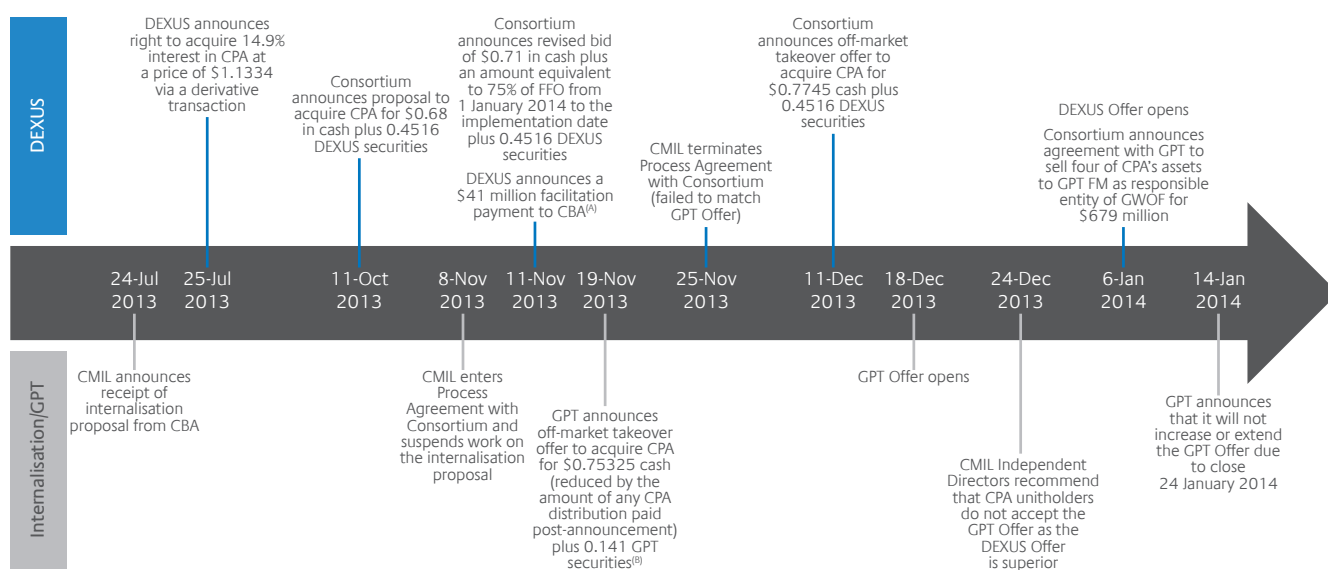 DEXUS
DEXUS announces
right to acquire 14.9%
interest in CPA at
a price of $1.1334
via a derivative
transaction
Consortium
announces proposal to
acquire CPA for $0.68
in cash plus 0.4516
DEXUS securities
Consortium
announces revised bid
of $0.71 in cash plus
an amount equivalent
to 75% of FFO from
1 January 2014 to the
implementation date
plus 0.4516 DEXUS
securities
DEXUS announces a
$41 million facilitation
payment to CBA(A)
CMIL terminates
Process Agreement
with Consortium
(failed to match
GPT Offer)
Consortium
announces off-market
takeover offer to
acquire CPA for
$0.7745 cash plus
0.4516 DEXUS
securities
DEXUS Offer opens
Consortium announces
agreement with GPT to
sell four of CPA's assets
to GPT FM as responsible
entity of GWOF for
$679 million
24-Jul
2013
25-Jul
2013
11-Oct
2013
8-Nov
2013
11-Nov
2013
19-Nov
2013
25-Nov
2013
11-Dec
2013
18-Dec
2013
24-Dec
2013
6-Jan
2014
14-Jan
2014
Internalisation/GPT
CMIL announces
receipt of
internalisation
proposal from CBA
CMIL enters
Process
Agreement with
Consortium and
suspends work on
the internalisation
proposal
GPT announces
off-market takeover
offer to acquire CPA
for $0.75325 cash
(reduced by the
amount of any CPA
distribution paid
post-announcement)
plus 0.141 GPT
securities(B)
GPT Offer opens
CMIL Independent
Directors recommend
that CPA unitholders
do not accept the
GPT Offer as the
DEXUS Offer
is superior
GPT announces
that it will not
increase or extend
the GPT Offer due
to close
24 January 2014